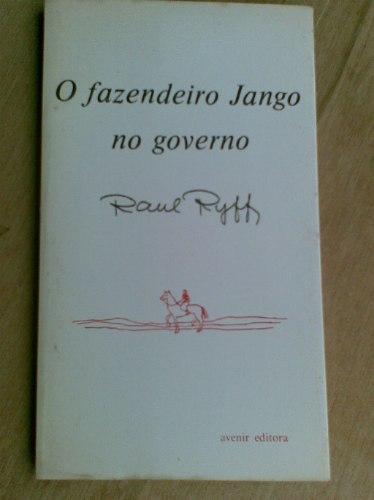 O fazendeiro Jango
no governo
Raul Ryff
avenir editora